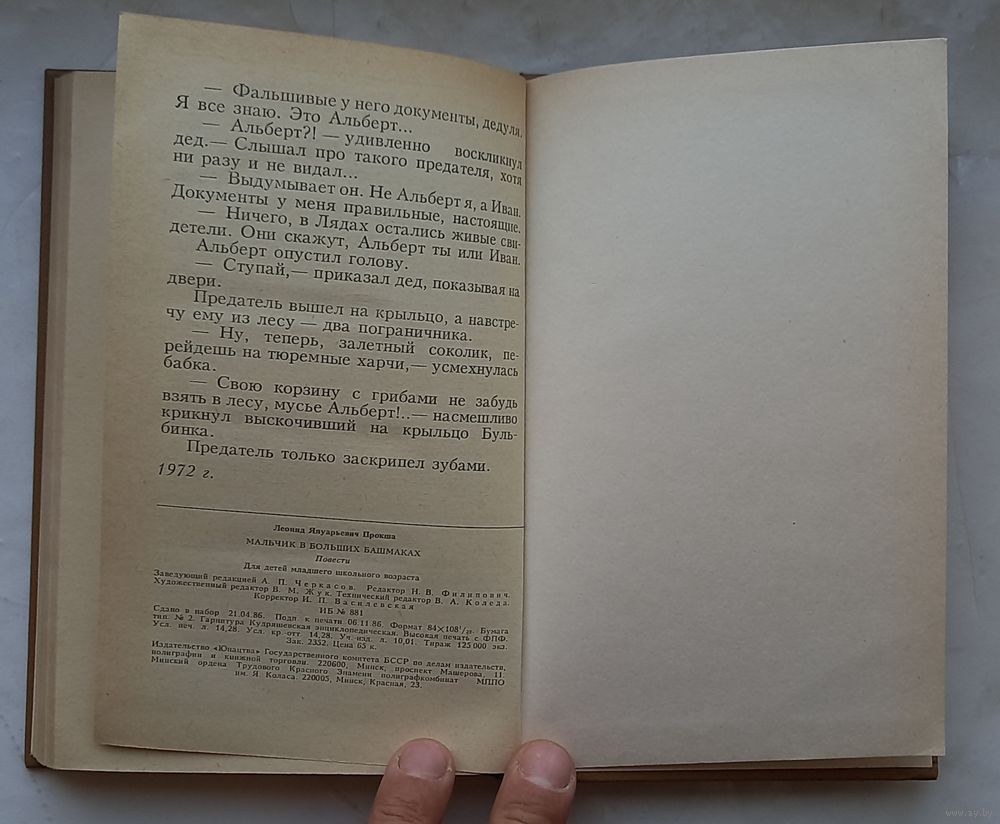 — Фальшивые у него документы, дедуля.
Я все знаю. Это Альберт...
— Альберт?! — удивленно воскликнул
дед.— Слышал про такого предателя, хотя
ни разу и не видал...
— Выдумывает он. Не Альберт я, а Иван.
Документы у меня правильные, настоящие.
— Ничего, в Лядах остались живые сви-
детели. Они скажут, Альберт ты или Иван.
Альберт опустил голову.
— Ступай,— приказал дед, показывая на
двери.
Предатель вышел на крыльцо, а навстре-
чу ему из лесу — два пограничника.
— Ну, теперь, залетный соколик, пе-
рейдешь на тюремные харчи,— усмехнулась
бабка.
— Свою корзину с грибами не забудь
взять в лесу, мусье Альберт!..— насмешливо
крикнул выскочивший на крыльцо Буль-
бинка.
Предатель только заскрипел зубами.
1972 г.
Леонид Януарьевич Прокша
МАЛЬЧИК В БОЛЬШИХ БАШМАКАХ
Повести
Для детей младшего школьного возраста
Заведующий редакцией А. П. Черкасов. Редактор Н. В. Филипович.
Художественный редактор В. М. Жук. Технический редактор В. А. Коледа.
Корректор И. П. Василевская
ИБ № 881
Сдано в набор 21.04.86. Подп. к печати 06.11.86. Формат 84×108¹/₃₂. Бумага
тип. № 2. Гарнитура Кудряшевская энциклопедическая. Высокая печать с ФПФ.
Усл. печ. л. 14,28. Усл. кр.-отт. 14,28. Уч.-изд. л. 10,01. Тираж 125 000 экз.
Зак. 2352. Цена 65 к.
Издательство «Юнацтва» Государственного комитета БССР по делам издательств,
полиграфии и книжной торговли. 220600, Минск, проспект Машерова, 11.
Минский ордена Трудового Красного Знамени полиграфкомбинат МППО
им. Я. Коласа. 220005, Минск, Красная, 23.
www.ay.by